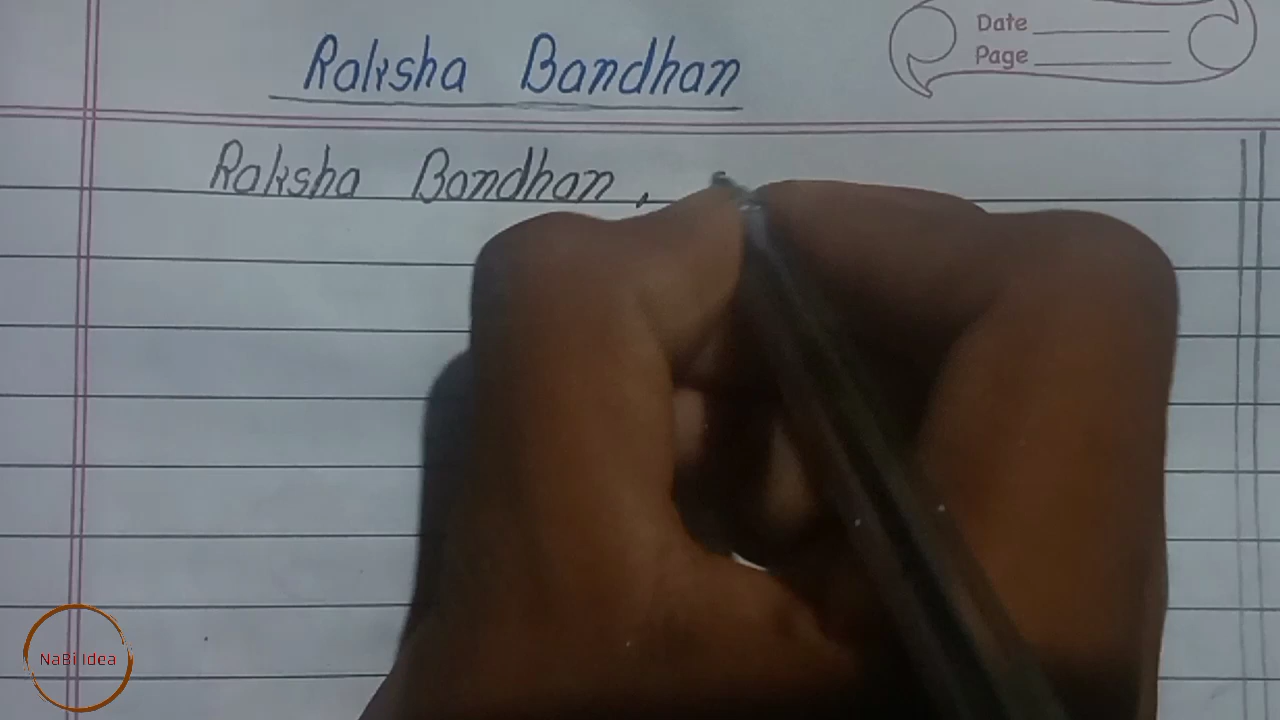 Raksha Bandhan
Date
Page
Raksha Bandhan,
NaBi Idea